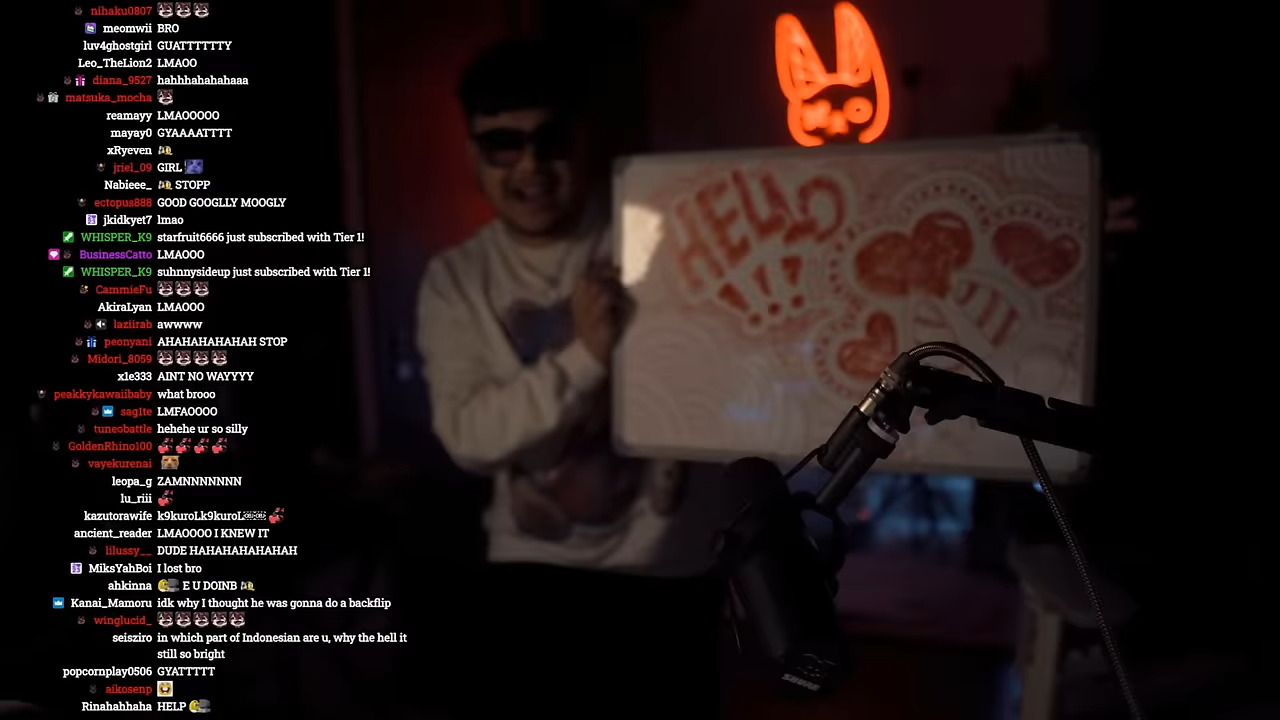 nihaku0807
meomwii BRO
luv4ghostgirl GUATTTTTTY
Leo_TheLion2 LMAOO
diana_9527 hahhhahahahaaa
matsuka_mocha
reamayy LMAOOOOO
mayay0 GYAAAATTTT
xRyeven
jriel_09 GIRL
Nabieee_ STOPP
ectopus888 GOOD GOOGLLY MOOGLY
jkidkyet7 lmao
WHISPER_K9 starfruit6666 just subscribed with Tier 1!
BusinessCatto LMAOOO
WHISPER_K9 suhnnysideup just subscribed with Tier 1!
CammieFu
AkiraLyan LMAOOO
laziirab awwww
peonyani AHAHAHAHAHAH STOP
Midori_8059
x1e333 AINT NO WAYYYY
peakkykawaiibaby what brooo
sag1te LMFAOOOO
tuneobattle hehehe ur so silly
GoldenRhino100
vayekurenai
leopa_g ZAMNNNNNNN
lu_riii
kazutorawife k9kuroLk9kuroL
ancient_reader LMAOOOO I KNEW IT
lilussy__ DUDE HAHAHAHAHAHAH
MiksYahBoi I lost bro
ahkinna E U DOINB
Kanai_Mamoru idk why I thought he was gonna do a backflip
winglucid_
seisziro in which part of Indonesian are u, why the hell it
still so bright
popcornplay0506 GYATTTTT
aikosenp
Rinahahhaha HELP
HELLO
!!!
SHURE